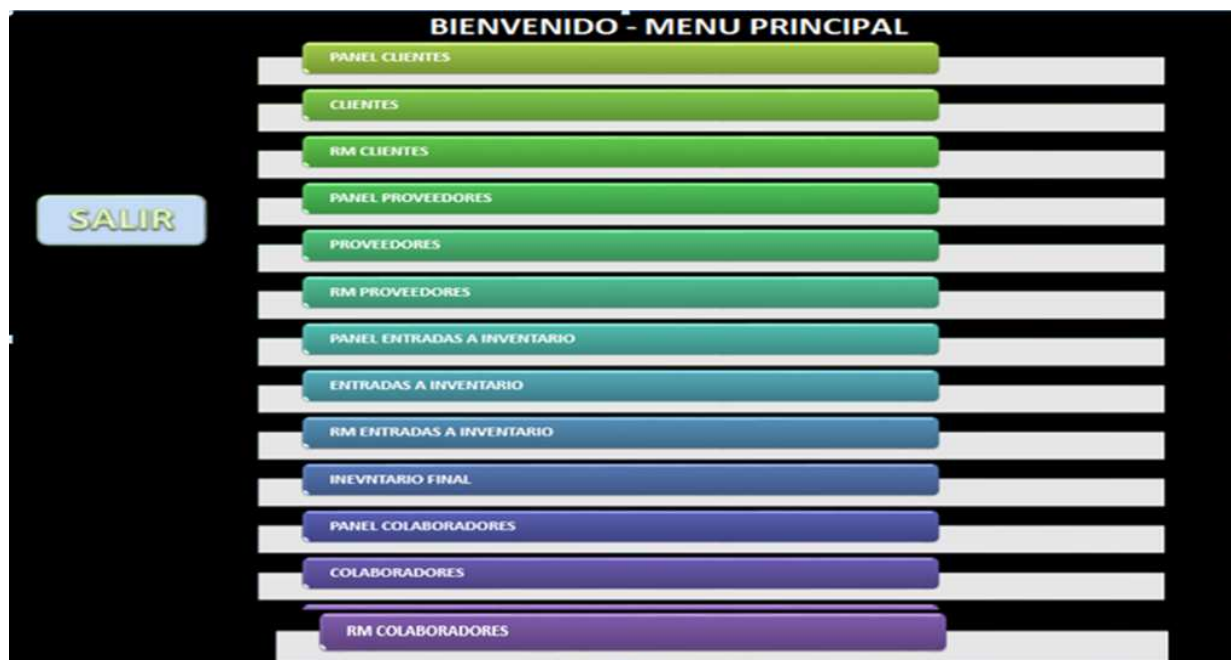 BIENVENIDO - MENU PRINCIPAL
PANEL CLIENTES
CLIENTES
RM CLIENTES
PANEL PROVEEDORES
SALIR
PROVEEDORES
RM PROVEEDORES
PANEL ENTRADAS A INVENTARIO
ENTRADAS A INVENTARIO
RM ENTRADAS A INVENTARIO
INEVNTARIO FINAL
PANEL COLABORADORES
COLABORADORES
RM COLABORADORES